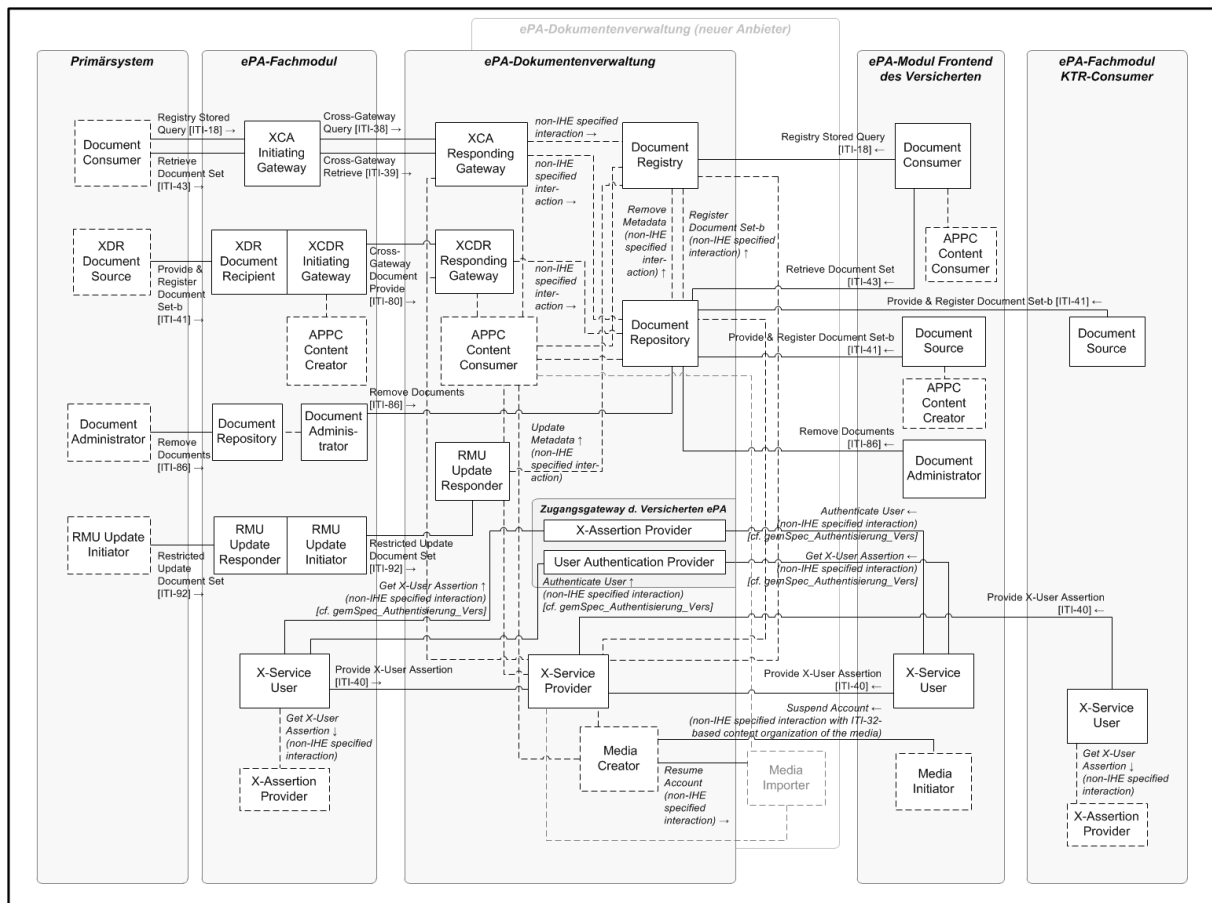 ePA-Dokumentenverwaltung (neuer Anbieter)
Primärsystem
ePA-Fachmodul
ePA-Dokumentenverwaltung
ePA-Modul Frontend
des Versicherten
ePA-Fachmodul
KTR-Consumer
Document
Consumer
Registry Stored
Query [ITI-18] →
Retrieve
Document Set
[ITI-43] →
XCA
Initiating
Gateway
Cross-Gateway
Query [ITI-38] →
Cross-Gateway
Retrieve [ITI-39] →
XCA
Responding
Gateway
non-IHE specified
interaction →
non-IHE
specified
inter-
action →
Document
Registry
Registry Stored Query
[ITI-18] ←
Document
Consumer
Remove
Metadata
(non-IHE
specified
inter-
action) ↑
Register
Document Set-b
(non-IHE specified
interaction) ↑
APPC
Content
Consumer
XDR
Document
Source
Provide &
Register
Document
Set-b
[ITI-41] →
XDR
Document
Recipient
XCDR
Initiating
Gateway
Cross-
Gateway
Document
Provide
[ITI-80] →
XCDR
Responding
Gateway
non-IHE
specified
inter-
action →
Retrieve Document Set
[ITI-43] ←
Provide & Register Document Set-b [ITI-41] ←
APPC
Content
Creator
APPC
Content
Consumer
Document
Repository
Provide & Register Document Set-b
[ITI-41] ←
Document
Source
Document
Source
APPC
Content
Creator
Document
Administrator
Remove
Documents
[ITI-86] →
Document
Repository
Document
Adminis-
trator
Remove Documents
[ITI-86] →
Update
Metadata ↑
(non-IHE
specified inter-
action)
Remove Documents
[ITI-86] ←
Document
Administrator
RMU
Update
Responder
Zugangsgateway d. Versicherten ePA
X-Assertion Provider
User Authentication Provider
Authenticate User ←
(non-IHE specified interaction)
[cf. gemSpec_Authentisierung_Vers]
Get X-User Assertion ←
(non-IHE specified interaction)
[cf. gemSpec_Authentisierung_Vers]
RMU Update
Initiator
Restricted
Update
Document Set
[ITI-92] →
RMU
Update
Responder
RMU
Update
Initiator
Restricted Update
Document Set
[ITI-92] →
Get X-User Assertion ↑
(non-IHE specified interaction)
[cf. gemSpec_Authentisierung_Vers]
Authenticate User ↑
(non-IHE specified interaction)
[cf. gemSpec_Authentisierung_Vers]
Provide X-User Assertion
[ITI-40] ←
X-Service
User
Provide X-User Assertion
[ITI-40] →
X-Service
Provider
Provide X-User Assertion
[ITI-40] ←
X-Service
User
X-Service
User
Get X-User
Assertion ↓
(non-IHE specified
interaction)
X-Assertion
Provider
Suspend Account ←
(non-IHE specified interaction with ITI-32-
based content organization of the media)
Media
Creator
Resume
Account
(non-IHE
specified
interaction) →
Media
Importer
Media
Initiator
Get X-User
Assertion ↓
(non-IHE specified
interaction)
X-Assertion
Provider